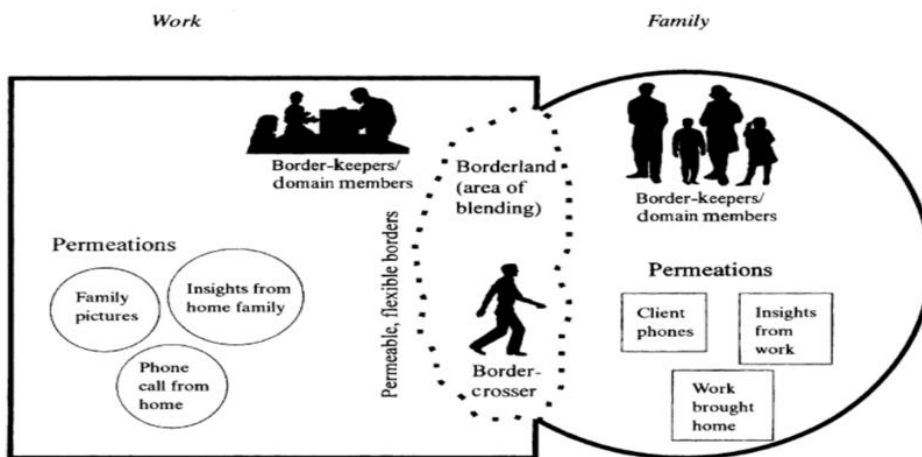 Work
Family
Border-keepers/
domain members
Permeations
Family
pictures
Insights from
home family
Phone
call from
home
Permeable, flexible borders
Borderland
(area of
blending)
Border-
crosser
Border-keepers/
domain members
Permeations
Client
phones
Insights
from
work
Work
brought
home